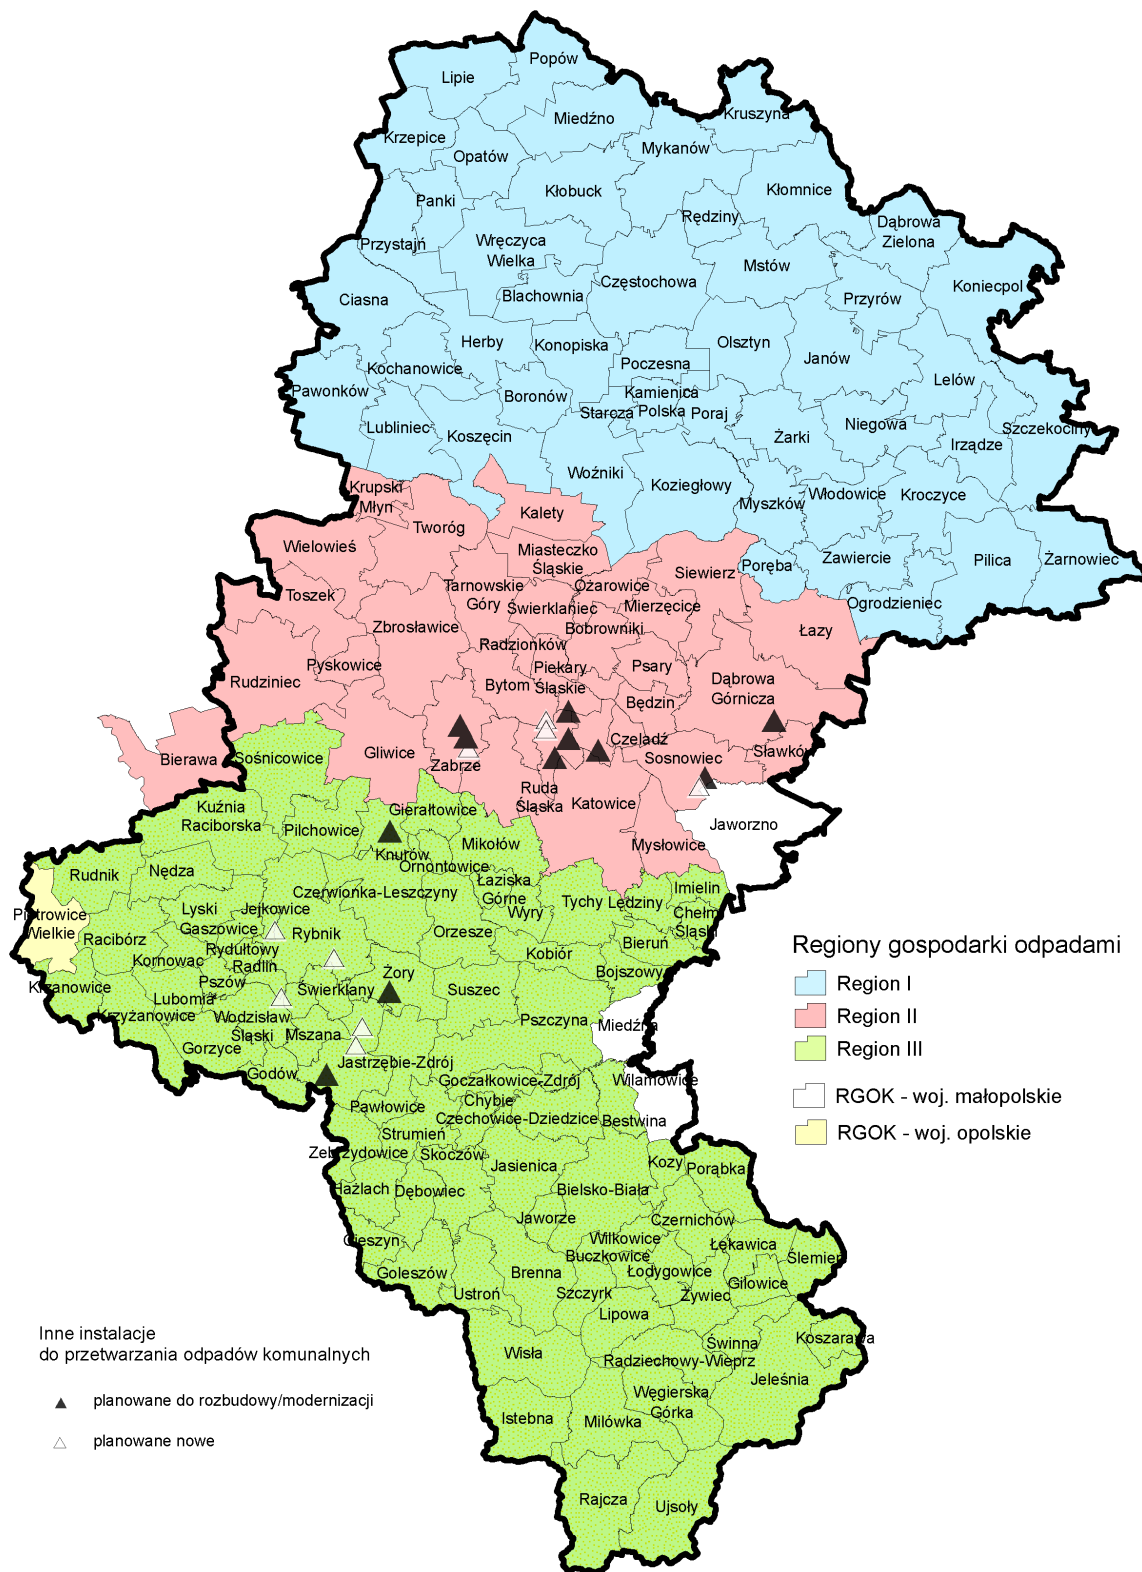 Popów
Lipie
Miedźno
Kruszyna
Krzepice
Mykanów
Opatów
Kłobuck
Kłomnice
Panki
Rędziny
Dąbrowa
Zielona
Przystajń
Wręczyca
Wielka
Mstów
Częstochowa
Koniecpol
Ciasna
Blachownia
Przyrów
Herby
Konopiska
Olsztyn
Janów
Kochanowice
Poczesna
Lelów
Pawonków
Boronów
Kamienica
Polska
Starcza
Poraj
Lubliniec
Koszęcin
Żarki
Niegowa
Szczekociny
Irządze
Woźniki
Koziegłowy
Myszków
Włodowice
Kroczyce
Krupski
Młyn
Kalety
Tworóg
Wielowieś
Miasteczko
Śląskie
Siewierz
Poręba
Zawiercie
Pilica
Żarnowiec
Toszek
Tarnowskie
Góry
Ożarowice
Świerklaniec
Mierzęcice
Ogrodzieniec
Zbrosławice
Bobrowniki
Łazy
Radzionków
Pyskowice
Piekary
Śląskie
Psary
Dąbrowa
Górnicza
Rudziniec
Bytom
Będzin
Bierawa
Sośnicowice
Gliwice
Zabrze
Czeladź
Sosnowiec
Sławków
Ruda
Śląska
Katowice
Kuźnia
Raciborska
Pilchowice
Gierałtowice
Jaworzno
Knurów
Mikołów
Mysłowice
Ornontowice
Rudnik
Nędza
Czerwionka-Leszczyny
Łaziska
Górne
Imielin
Tychy
Lędziny
Pietrowice
Wielkie
Lyski
Jejkowice
Wyry
Chełm
Śląski
Gaszowice
Rybnik
Orzesze
Racibórz
Rydułtowy
Bieruń
Kornowac
Radlin
Kobiór
Żory
Bojszowy
Krzanowice
Pszów
Świerklany
Suszec
Lubomia
Krzyżanowice
Wodzisław
Śląski
Mszana
Pszczyna
Miedźna
Gorzyce
Godów
Jastrzębie-Zdrój
Goczałkowice-Zdrój
Wilamowice
Pawłowice
Chybie
Czechowice-Dziedzice
Bestwina
Strumień
Zebrzydowice
Skoczów
Jasienica
Kozy
Porąbka
Hażlach
Dębowiec
Bielsko-Biała
Jaworze
Czernichów
Cieszyn
Wilkowice
Łękawica
Buczkowice
Ślemień
Goleszów
Brenna
Łodygowice
Gilowice
Ustroń
Szczyrk
Żywiec
Lipowa
Koszarawa
Świnna
Wisła
Radziechowy-Wieprz
Jeleśnia
Węgierska
Górka
Istebna
Milówka
Rajcza
Ujsoły
Regiony gospodarki odpadami
Region I
Region II
Region III
RGOK - woj. małopolskie
RGOK - woj. opolskie
Inne instalacje
do przetwarzania odpadów komunalnych
planowane do rozbudowy/modernizacji
planowane nowe